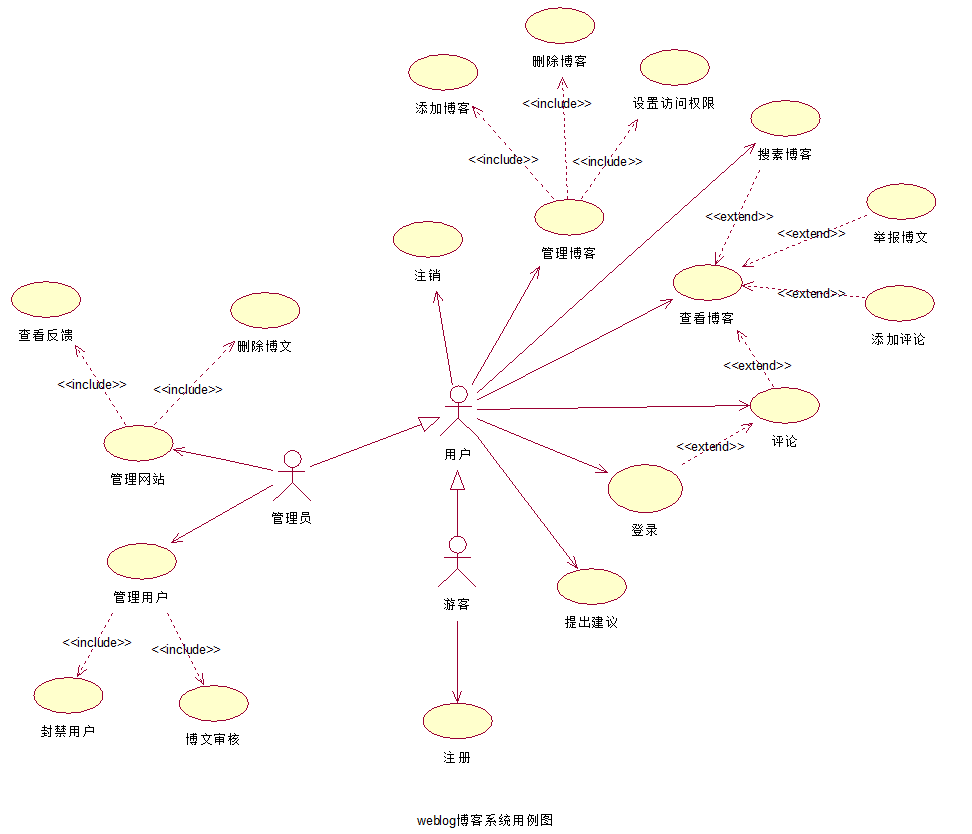 删除博客
添加博客
设置访问权限
<<include>>
<<include>>
<<include>>
搜素博客
<<extend>>
举报博文
<<extend>>
管理博客
注销
<<extend>>
查看博客
添加评论
查看反馈
删除博文
<<include>>
<<include>>
<<extend>>
评论
<<extend>>
用户
管理网站
管理员
登录
管理用户
游客
提出建议
<<include>>
<<include>>
封禁用户
博文审核
注册
weblog博客系统用例图